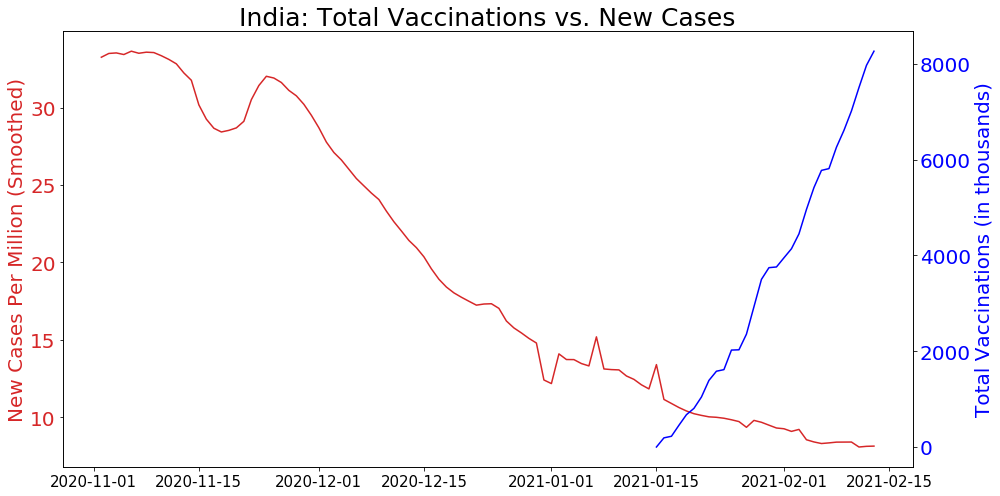 India: Total Vaccinations vs. New Cases
New Cases Per Million (Smoothed)
30
25
20
15
10
8000
6000
4000
2000
0
Total Vaccinations (in thousands)
2020-11-01 2020-11-15 2020-12-01 2020-12-15 2021-01-01 2021-01-15 2021-02-01 2021-02-15